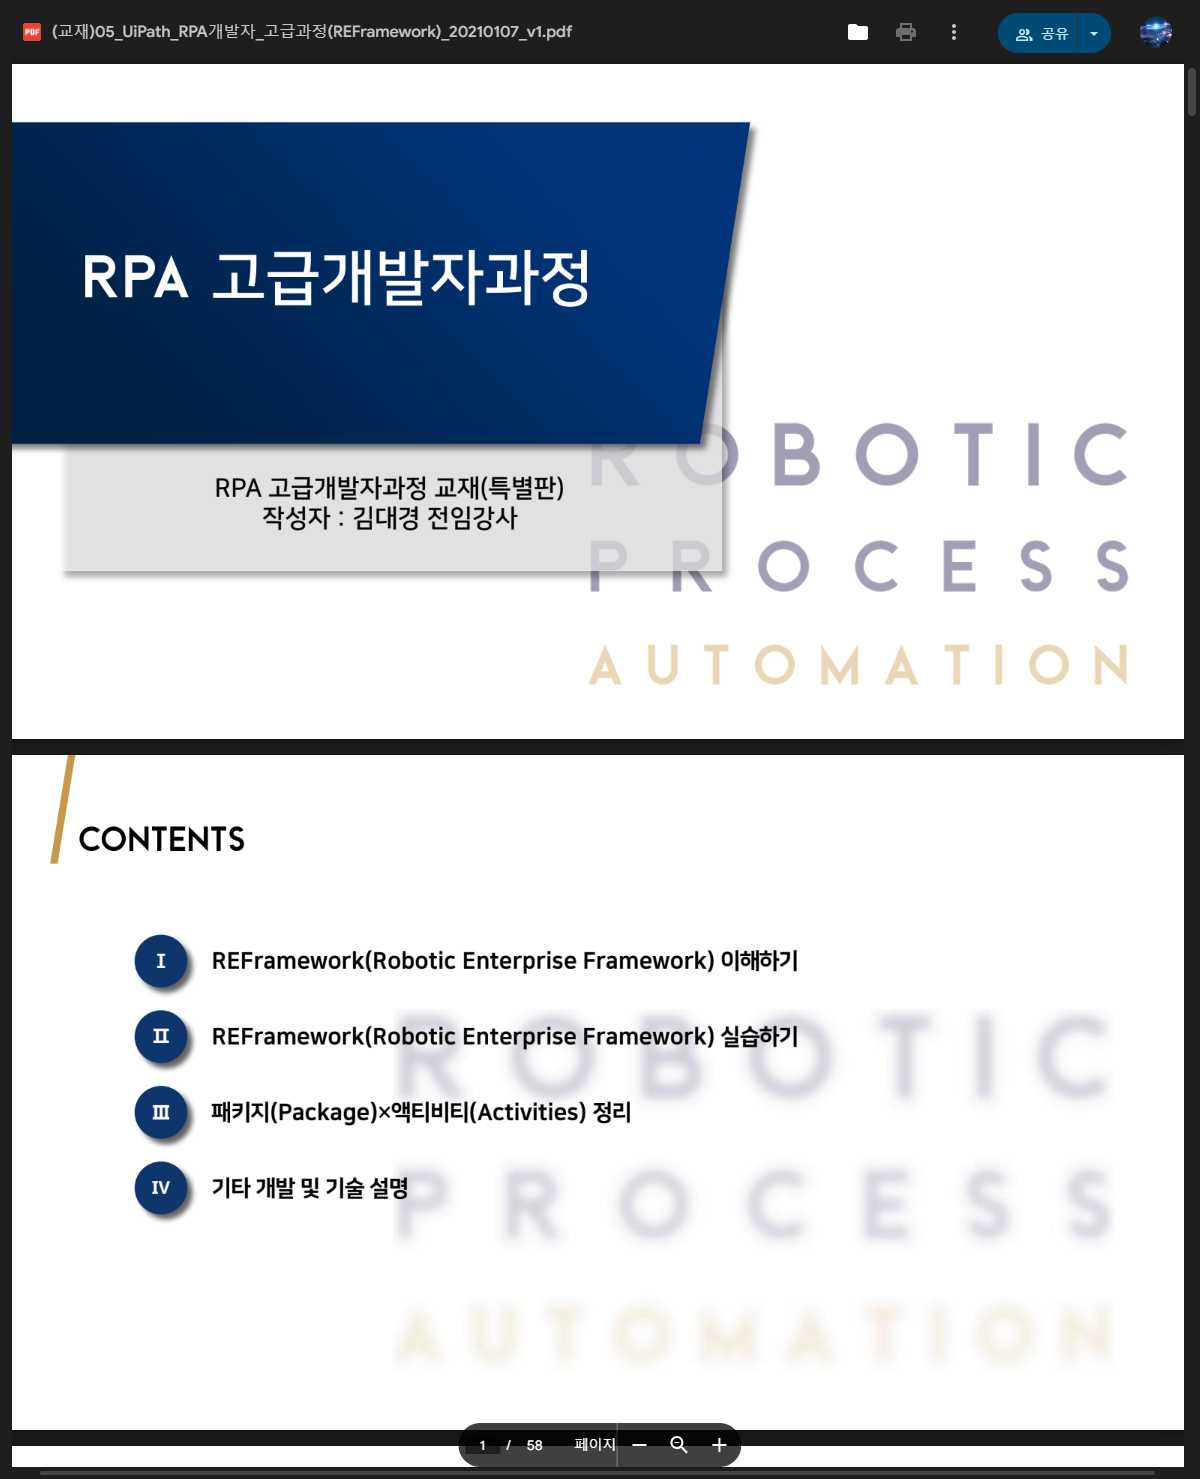 PDF
(교재)05_UiPath_RPA개발자_고급과정(REFramework)_20210107_v1.pdf
공유
RPA 고급개발자과정
RPA 고급개발자과정 교재(특별판)
작성자 : 김대경 전임강사
ROBOTIC
PROCESS
AUTOMATION
CONTENTS
I REFramework(Robotic Enterprise Framework) 이해하기
II REFramework(Robotic Enterprise Framework) 실습하기
III 패키지(Package)×액티비티(Activities) 정리
IV 기타 개발 및 기술 설명
ROBOTIC
PROCESS
AUTOMATION
1 / 58 페이지